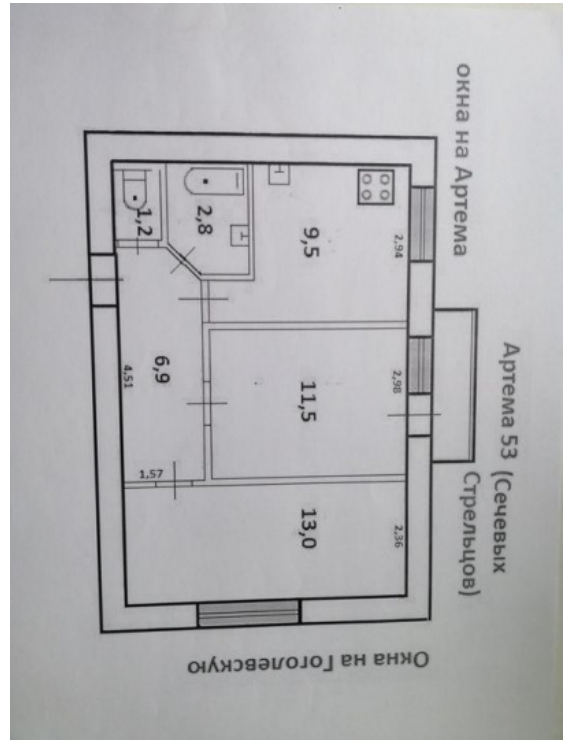 Артема 53 (Сечевых
Стрельцов)
окна на Артема
2,94
2,98
2,36
9,5
11,5
13,0
2,8
1,2
6,9
4,51
1,57
Окна на Гоголевскую